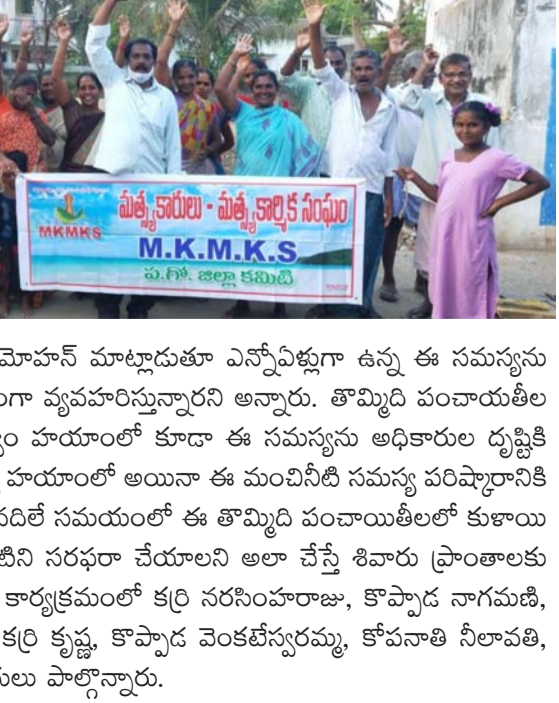 MKMKS
మత్స్యకారులు - మత్స్యకార్మిక సంఘం
M.K.M.K.S
ప.గో. జిల్లా కమిటి
మోహన్ మాట్లాడుతూ ఎన్నోఏళ్లుగా ఉన్న ఈ సమస్యను
వ్యవహరిస్తున్నారని అన్నారు. తొమ్మిది పంచాయతీల
హయాంలో కూడా ఈ సమస్యను అధికారుల దృష్టికి
హయాంలో అయినా ఈ మంచినీటి సమస్య పరిష్కారానికి
సమయంలో ఈ తొమ్మిది పంచాయితీలలో కుళాయి
సరఫరా చేయాలని అలా చేస్తే శివారు ప్రాంతాలకు
కార్యక్రమంలో కర్రి నరసింహరాజు, కొప్పాడ నాగమణి,
కర్రి కృష్ణ, కొప్పాడ వెంకటేస్వరమ్మ, కోపనాతి నీలావతి,
పాల్గొన్నారు.